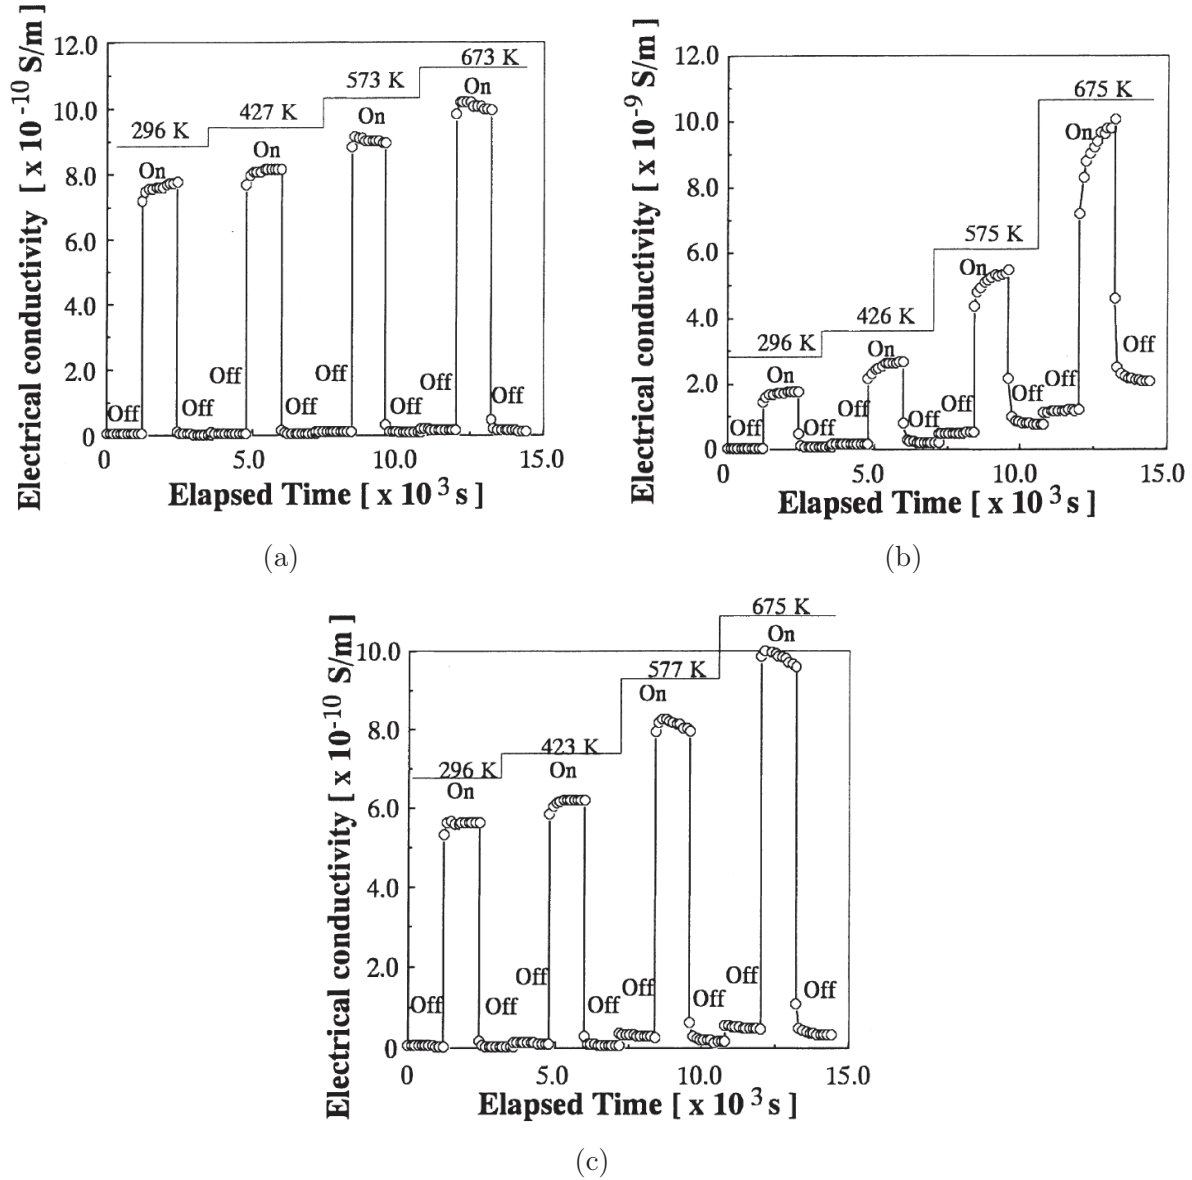 Electrical conductivity [ x 10⁻¹⁰ S/m]
12.0
10.0
8.0
6.0
4.0
2.0
0
296 K
427 K
573 K
673 K
On
On
On
On
Off
Off
Off
Off
Off
Off
Off
Off
0
5.0
10.0
15.0
Elapsed Time [ x 10³ s ]
(a)
Electrical conductivity [ x 10⁻⁹ S/m ]
12.0
10.0
8.0
6.0
4.0
2.0
0
296 K
426 K
575 K
675 K
On
On
On
On
Off
Off
Off
Off
Off
Off
Off
0
5.0
10.0
15.0
Elapsed Time [ x 10³ s ]
(b)
Electrical conductivity [ x 10⁻¹⁰ S/m ]
10.0
8.0
6.0
4.0
2.0
0
296 K
423 K
577 K
675 K
On
On
On
On
Off
Off
Off
Off
Off
Off
Off
Off
0
5.0
10.0
15.0
Elapsed Time [ x 10³ s ]
(c)